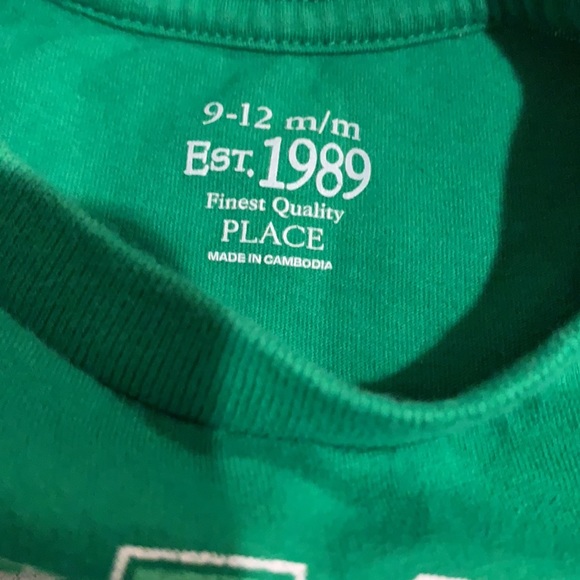 9-12 m/m
EST. 1989
Finest Quality
PLACE
MADE IN CAMBODIA